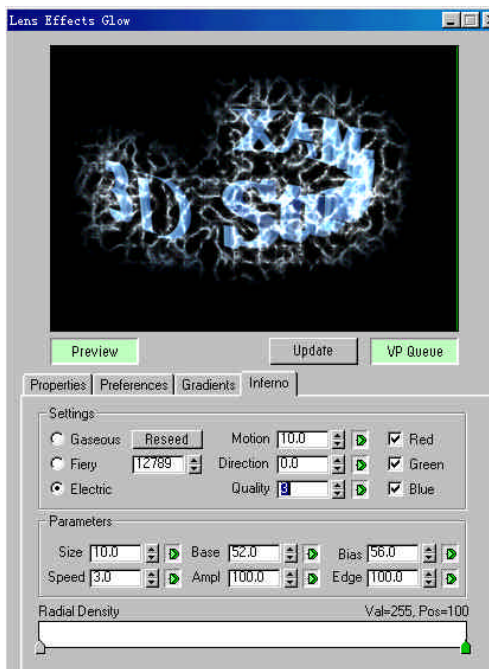 Lens Effects Glow
3D
Preview Update VP Queue
Properties Preferences Gradients Inferno
Settings
Gaseous Reseed Motion 10.0 Red
Fiery 12789 Direction 0.0 Green
Electric Quality 3 Blue
Parameters
Size 10.0 Base 52.0 Bias 56.0
Speed 3.0 Ampl 100.0 Edge 100.0
Radial Density Val=255, Pos=100